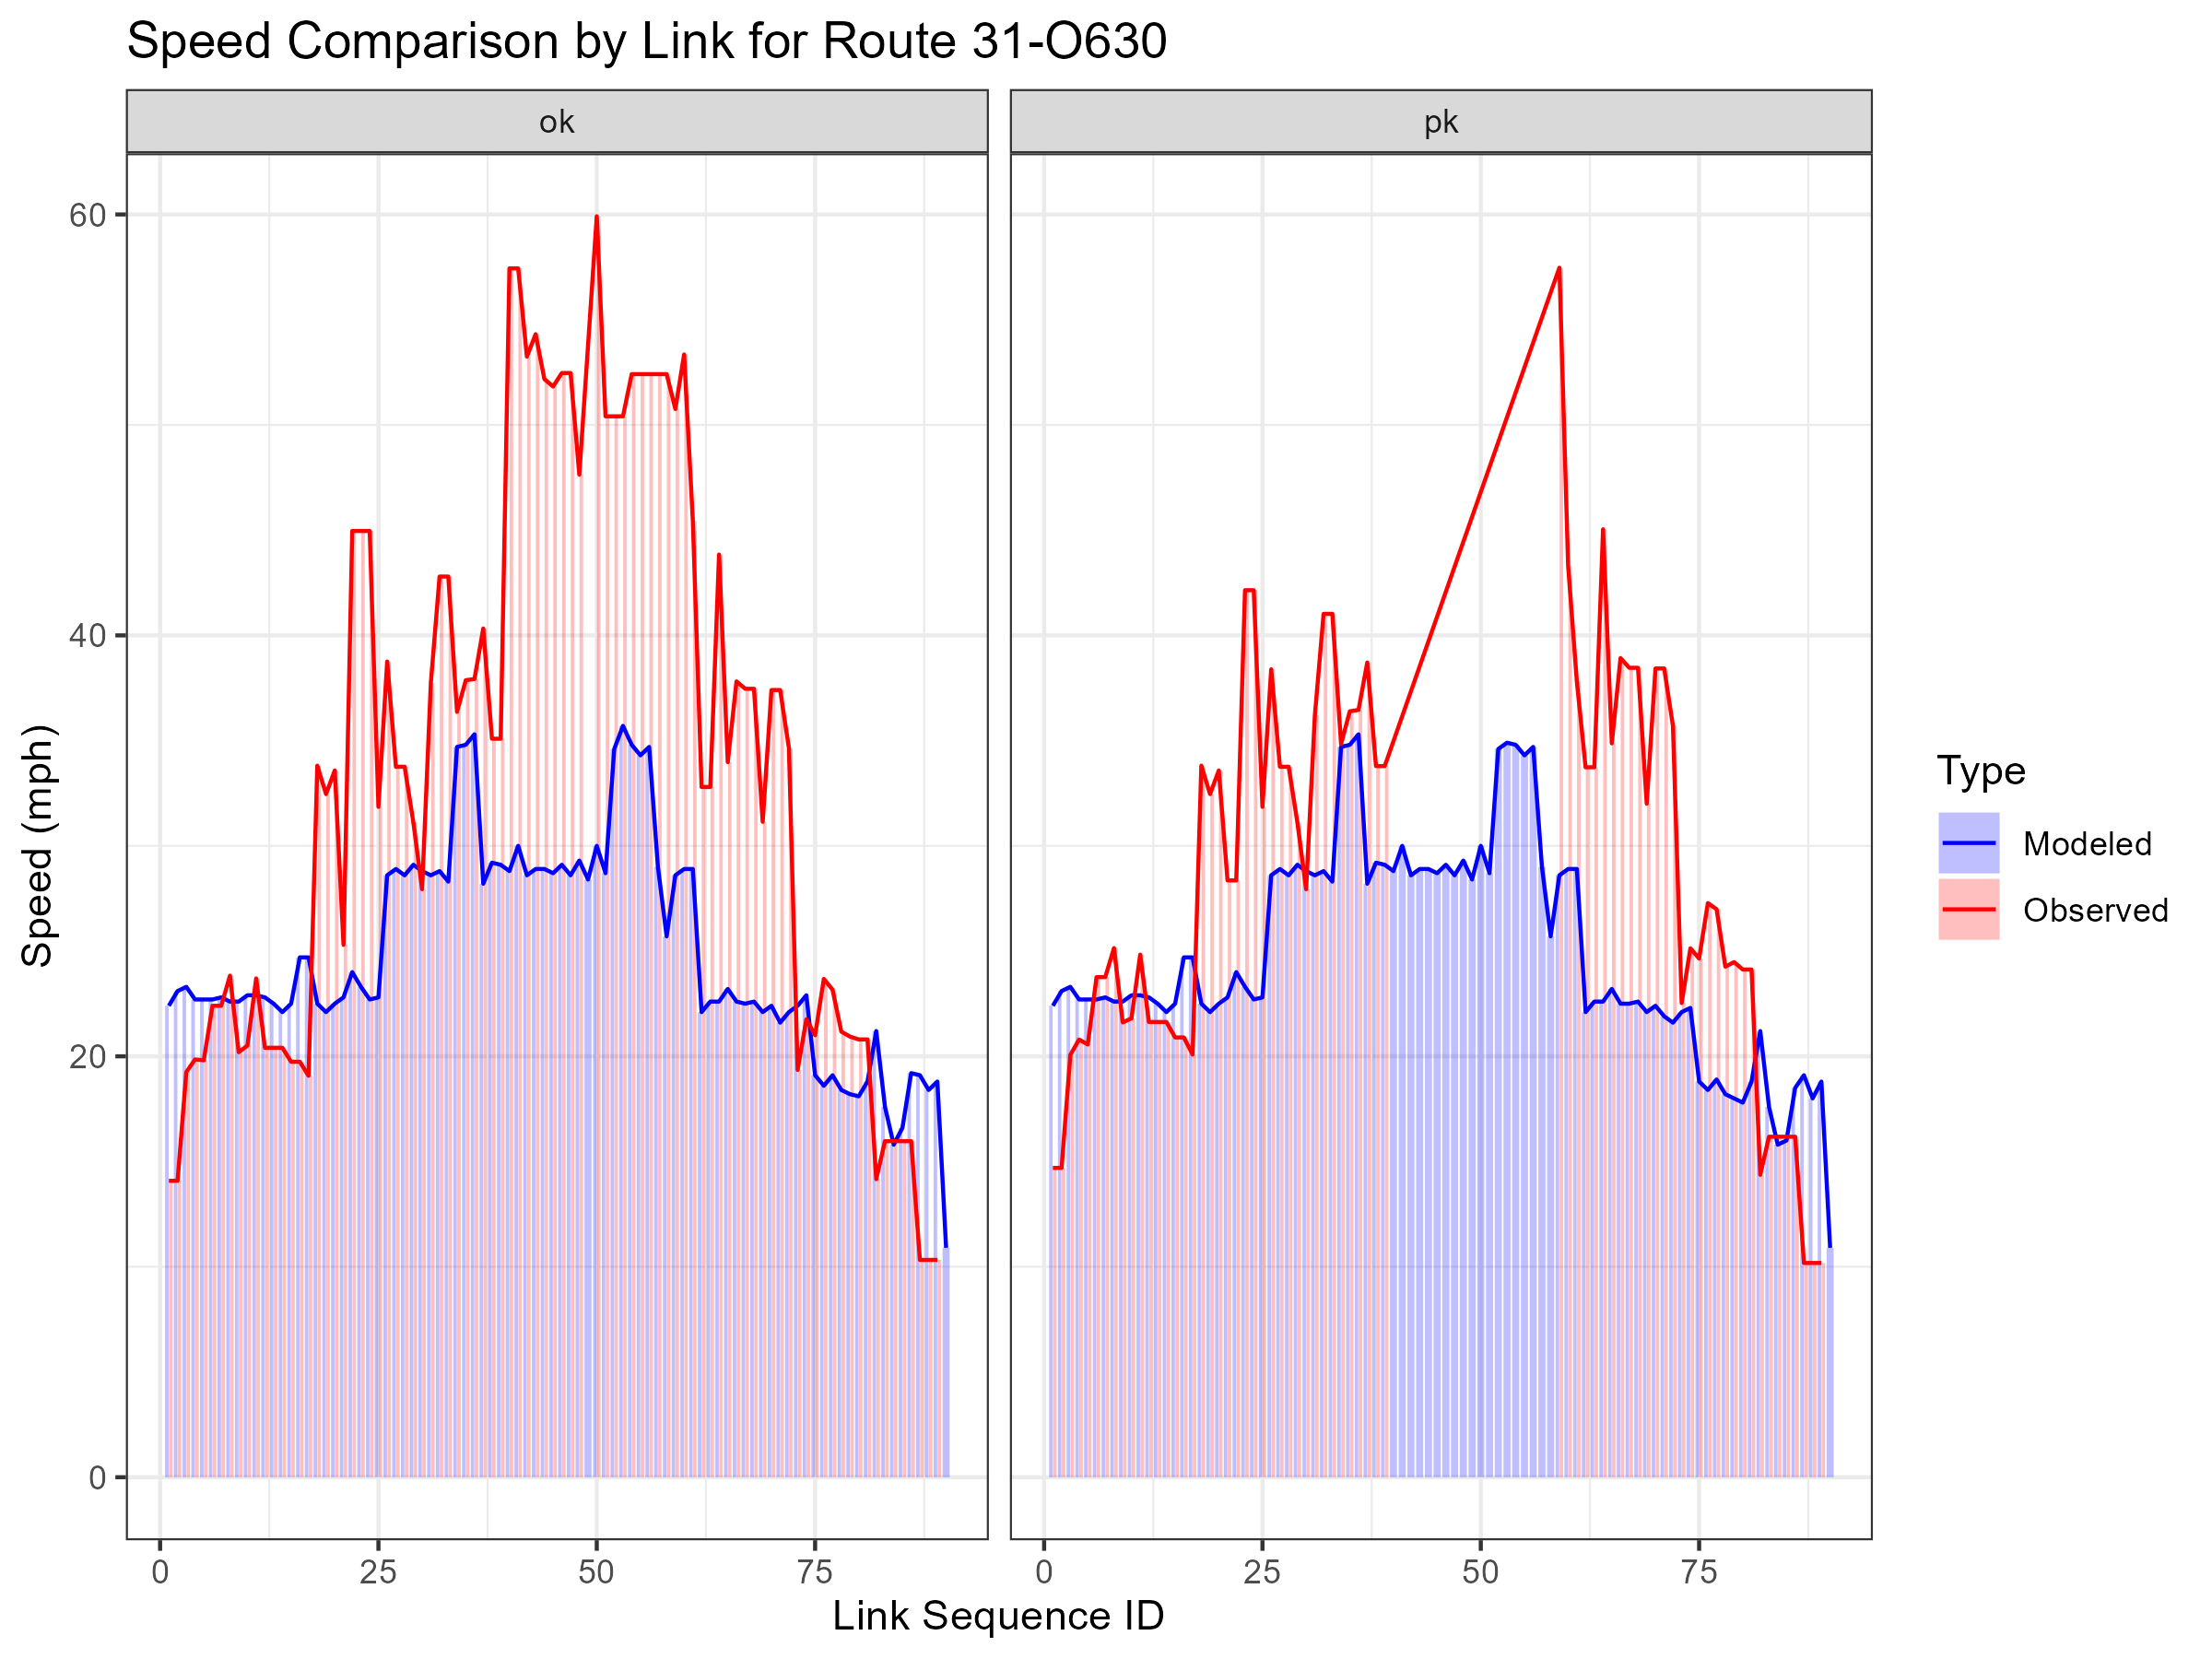 Speed Comparison by Link for Route 31-O630
ok
pk
Speed (mph)
60
40
20
0
0
25
50
75
0
25
50
75
Link Sequence ID
Type
Modeled
Observed